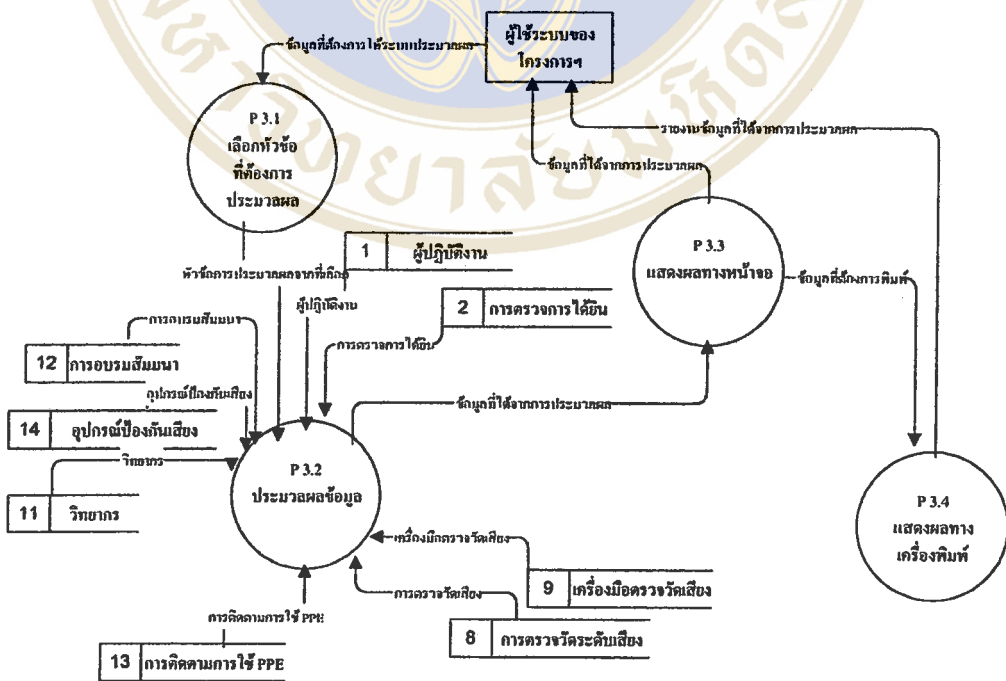 ข้อมูลที่ต้องการให้ระบบประมวลผล
ผู้ใช้ระบบของ
โครงการฯ
P 3.1
เลือกหัวข้อ
ที่ต้องการ
ประมวลผล
รายงานข้อมูลที่ได้จากการประมวลผล
ข้อมูลที่ได้จากการประมวลผล
1 ผู้ปฏิบัติงาน
P 3.3
แสดงผลทางหน้าจอ
หัวข้อการประมวลผลจากที่เลือก
ข้อมูลที่ต้องการพิมพ์
ผู้ปฏิบัติงาน
2 การตรวจการได้ยิน
การอบรมสัมมนา
การตรวจการได้ยิน
12 การอบรมสัมมนา
อุปกรณ์ป้องกันเสียง
ข้อมูลที่ได้จากการประมวลผล
14 อุปกรณ์ป้องกันเสียง
วิทยากร
P 3.2
ประมวลผลข้อมูล
11 วิทยากร
P 3.4
แสดงผลทาง
เครื่องพิมพ์
เครื่องมือตรวจวัดเสียง
9 เครื่องมือตรวจวัดเสียง
การตรวจวัดเสียง
การติดตามการใช้ PPE
8 การตรวจวัดระดับเสียง
13 การติดตามการใช้ PPE
มหาวิทยาลัยมหิดล